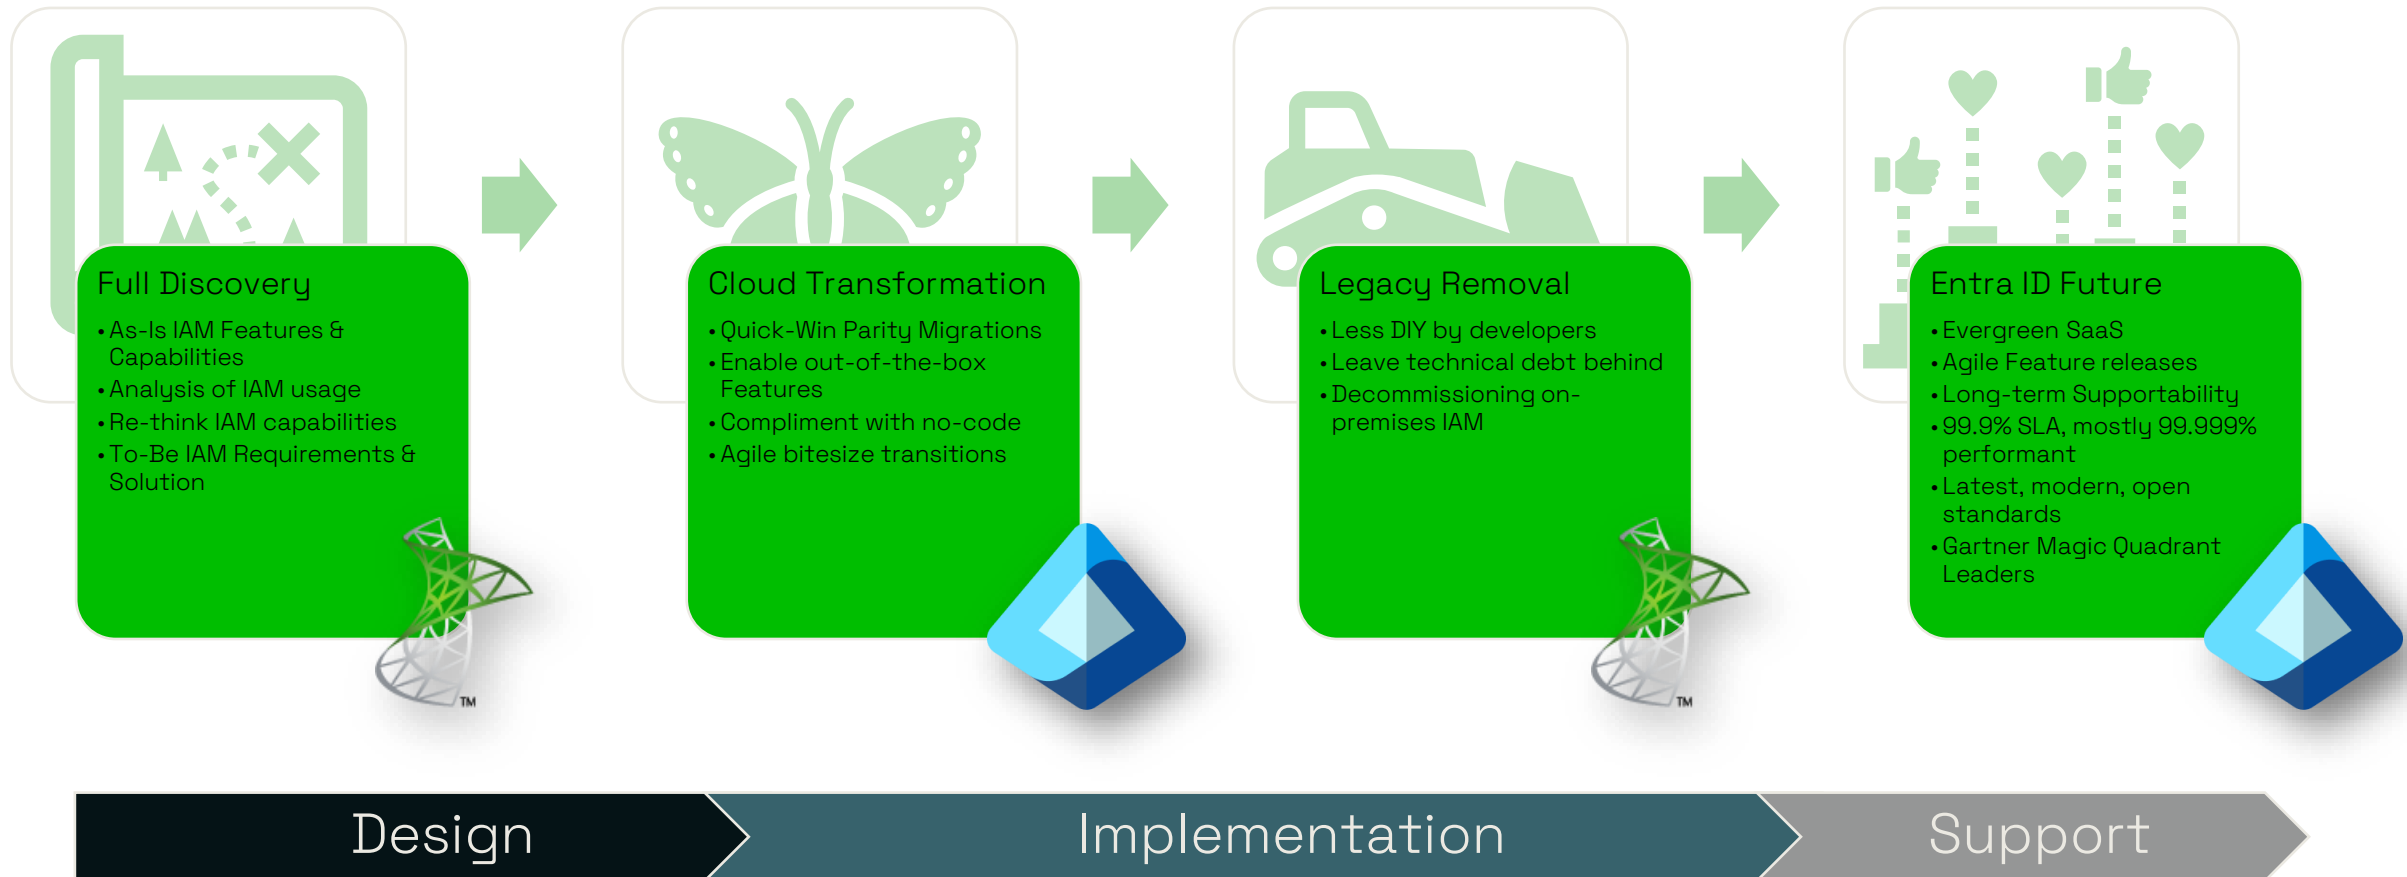 Full Discovery
•As-Is IAM Features &
Capabilities
•Analysis of IAM usage
•Re-think IAM capabilities
•To-Be IAM Requirements &
Solution
TM
Cloud Transformation
•Quick-Win Parity Migrations
•Enable out-of-the-box
Features
•Compliment with no-code
•Agile bitesize transitions
Legacy Removal
•Less DIY by developers
•Leave technical debt behind
•Decommissioning on-
premises IAM
TM
Entra ID Future
•Evergreen SaaS
•Agile Feature releases
•Long-term Supportability
•99.9% SLA, mostly 99.999%
performant
•Latest, modern, open
standards
•Gartner Magic Quadrant
Leaders
Design
Implementation
Support